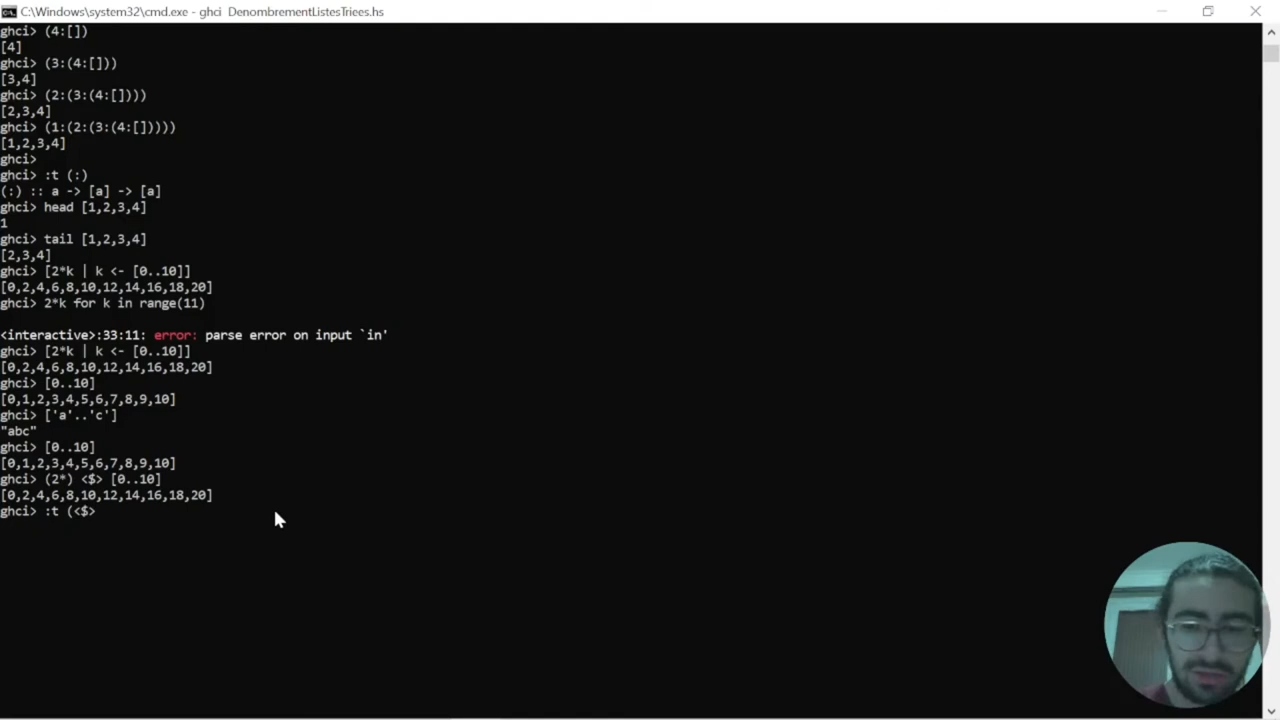 C:\Windows\system32\cmd.exe - ghci  DenombrementListesTriees.hs
ghci> (4:[])
[4]
ghci> (3:(4:[]))
[3,4]
ghci> (2:(3:(4:[])))
[2,3,4]
ghci> (1:(2:(3:(4:[]))))
[1,2,3,4]
ghci>
ghci> :t (:)
(:) :: a -> [a] -> [a]
ghci> head [1,2,3,4]
1
ghci> tail [1,2,3,4]
[2,3,4]
ghci> [2*k | k <- [0..10]]
[0,2,4,6,8,10,12,14,16,18,20]
ghci> 2*k for k in range(11)
<interactive>:33:11: error: parse error on input `in'
ghci> [2*k | k <- [0..10]]
[0,2,4,6,8,10,12,14,16,18,20]
ghci> [0..10]
[0,1,2,3,4,5,6,7,8,9,10]
ghci> ['a'..'c']
"abc"
ghci> [0..10]
[0,1,2,3,4,5,6,7,8,9,10]
ghci> (2*) <$> [0..10]
[0,2,4,6,8,10,12,14,16,18,20]
ghci> :t (<$>